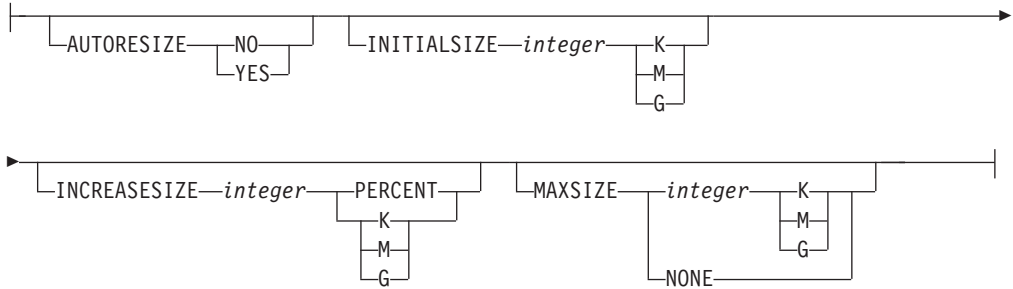 AUTORESIZE NO INITIALSIZE integer K
YES M
G
INCREASESIZE integer PERCENT MAXSIZE integer K
K M
M G
G NONE